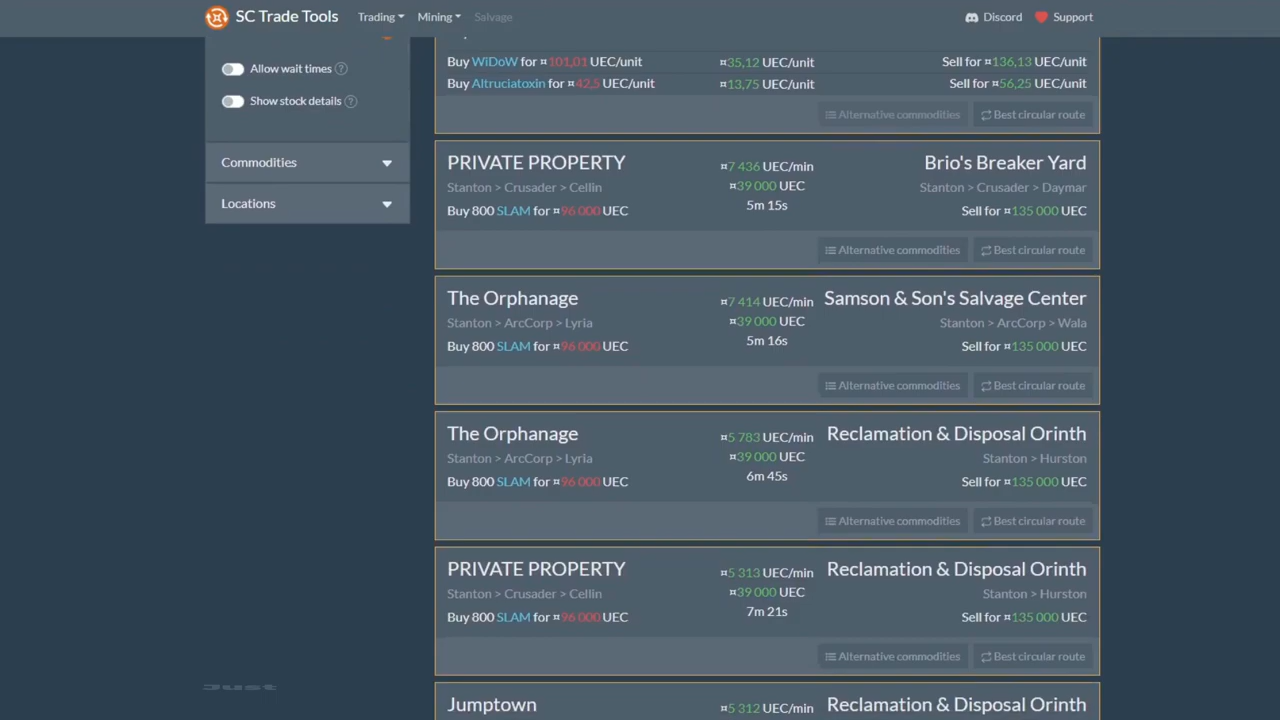 SC Trade Tools
Trading
Mining
Salvage
Discord
Support
Allow wait times ?
Show stock details ?
Commodities
Locations
Buy WiDoW for ¤101,01 UEC/unit
¤35,12 UEC/unit
Sell for ¤136,13 UEC/unit
Buy Altruciatoxin for ¤42,5 UEC/unit
¤13,75 UEC/unit
Sell for ¤56,25 UEC/unit
Alternative commodities
Best circular route
PRIVATE PROPERTY
¤7 436 UEC/min
Brio's Breaker Yard
Stanton > Crusader > Cellin
¤39 000 UEC
Stanton > Crusader > Daymar
5m 15s
Buy 800 SLAM for ¤96 000 UEC
Sell for ¤135 000 UEC
Alternative commodities
Best circular route
The Orphanage
¤7 414 UEC/min
Samson & Son's Salvage Center
Stanton > ArcCorp > Lyria
¤39 000 UEC
Stanton > ArcCorp > Wala
5m 16s
Buy 800 SLAM for ¤96 000 UEC
Sell for ¤135 000 UEC
Alternative commodities
Best circular route
The Orphanage
¤5 783 UEC/min
Reclamation & Disposal Orinth
Stanton > ArcCorp > Lyria
¤39 000 UEC
Stanton > Hurston
6m 45s
Buy 800 SLAM for ¤96 000 UEC
Sell for ¤135 000 UEC
Alternative commodities
Best circular route
PRIVATE PROPERTY
¤5 313 UEC/min
Reclamation & Disposal Orinth
Stanton > Crusader > Cellin
¤39 000 UEC
Stanton > Hurston
7m 21s
Buy 800 SLAM for ¤96 000 UEC
Sell for ¤135 000 UEC
Alternative commodities
Best circular route
Just
Jumptown
¤5 312 UEC/min
Reclamation & Disposal Orinth